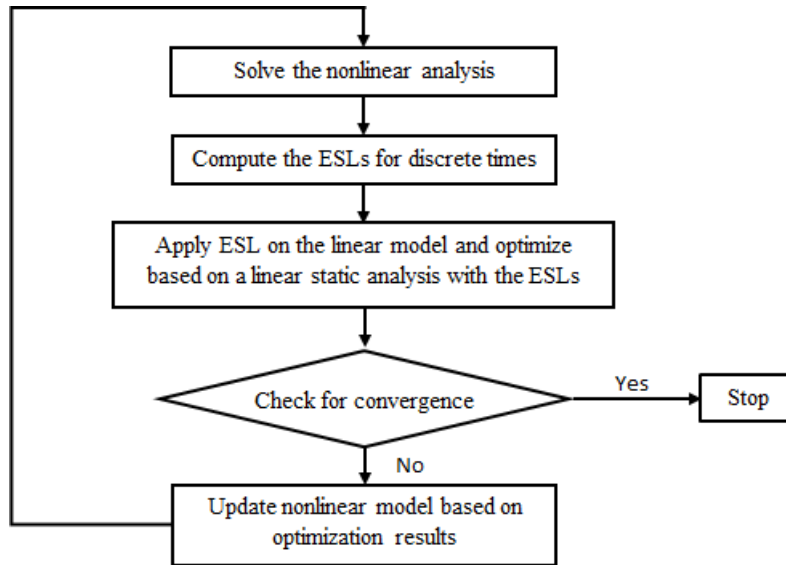 Solve the nonlinear analysis
Compute the ESLs for discrete times
Apply ESL on the linear model and optimize
based on a linear static analysis with the ESLs
Check for convergence
Yes
Stop
No
Update nonlinear model based on
optimization results